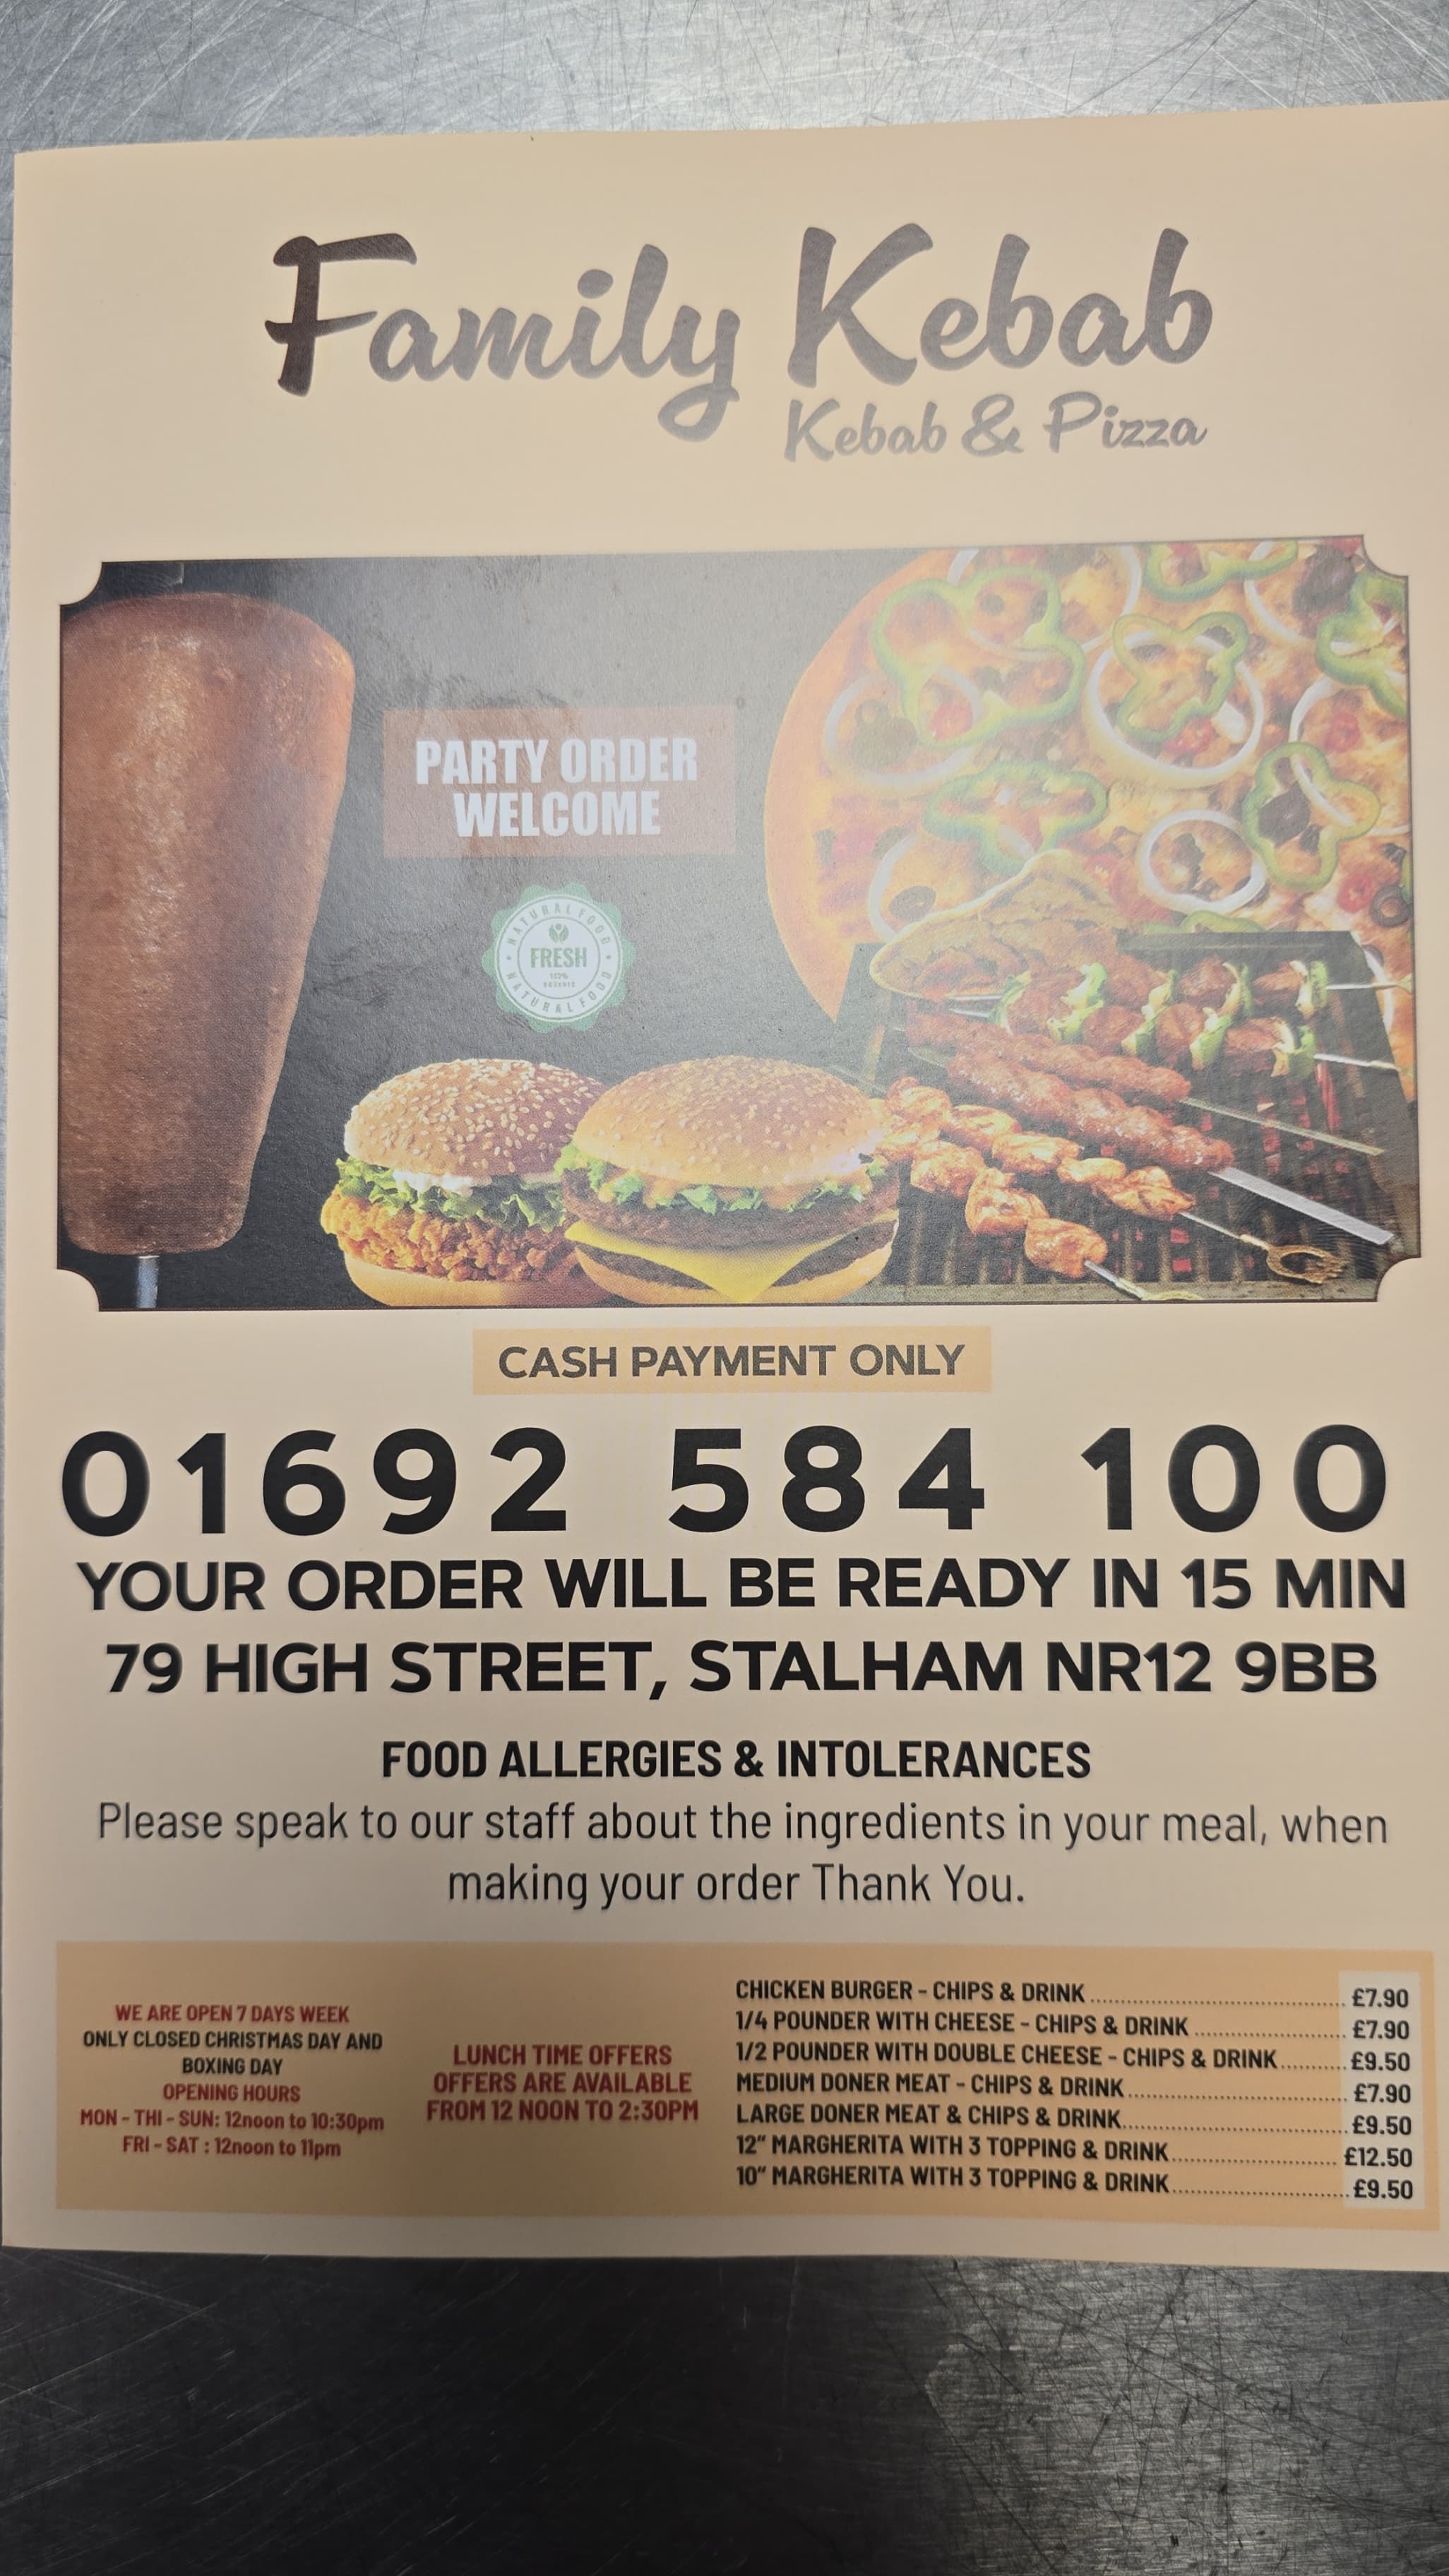 Family Kebab
Kebab & Pizza
PARTY ORDER
WELCOME
NATURAL FOOD
FRESH
100%
ORGANIC
NATURAL FOOD
CASH PAYMENT ONLY
01692 584 100
YOUR ORDER WILL BE READY IN 15 MIN
79 HIGH STREET, STALHAM NR12 9BB
FOOD ALLERGIES & INTOLERANCES
Please speak to our staff about the ingredients in your meal, when
making your order Thank You.
WE ARE OPEN 7 DAYS WEEK
ONLY CLOSED CHRISTMAS DAY AND
BOXING DAY
OPENING HOURS
MON - THI - SUN: 12noon to 10:30pm
FRI - SAT : 12noon to 11pm
LUNCH TIME OFFERS
OFFERS ARE AVAILABLE
FROM 12 NOON TO 2:30PM
CHICKEN BURGER - CHIPS & DRINK £7.90
1/4 POUNDER WITH CHEESE - CHIPS & DRINK £7.90
1/2 POUNDER WITH DOUBLE CHEESE - CHIPS & DRINK £9.50
MEDIUM DONER MEAT - CHIPS & DRINK £7.90
LARGE DONER MEAT & CHIPS & DRINK £9.50
12" MARGHERITA WITH 3 TOPPING & DRINK £12.50
10" MARGHERITA WITH 3 TOPPING & DRINK £9.50